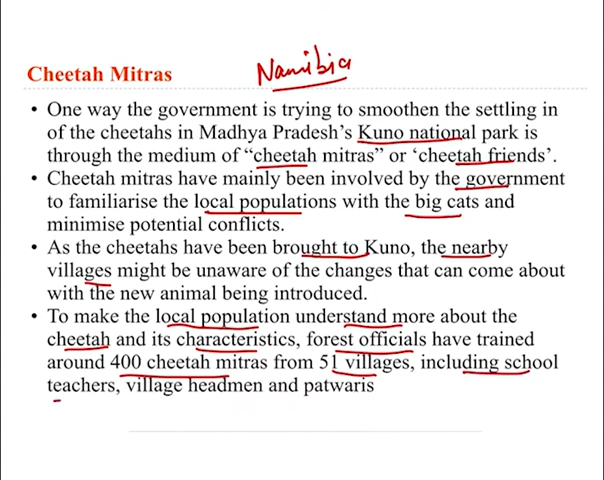 Namibia
Cheetah Mitras
• One way the government is trying to smoothen the settling in
of the cheetahs in Madhya Pradesh's Kuno national park is
through the medium of "cheetah mitras" or 'cheetah friends'.
• Cheetah mitras have mainly been involved by the government
to familiarise the local populations with the big cats and
minimise potential conflicts.
• As the cheetahs have been brought to Kuno, the nearby
villages might be unaware of the changes that can come about
with the new animal being introduced.
• To make the local population understand more about the
cheetah and its characteristics, forest officials have trained
around 400 cheetah mitras from 51 villages, including school
teachers, village headmen and patwaris